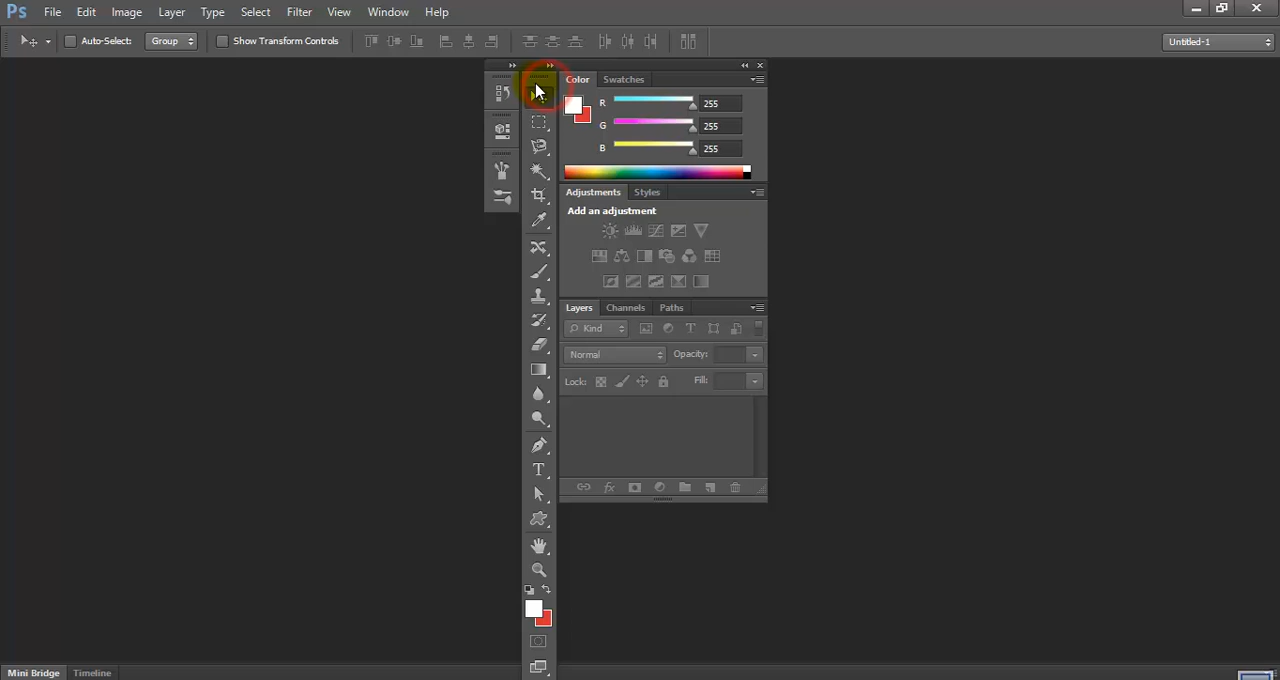 Ps File Edit Image Layer Type Select Filter View Window Help
Auto-Select: Group Show Transform Controls Untitled-1
Color Swatches
R 255
G 255
B 255
Adjustments Styles
Add an adjustment
Layers Channels Paths
Kind T
Normal Opacity:
Lock: Fill:
fx
T
Mini Bridge Timeline